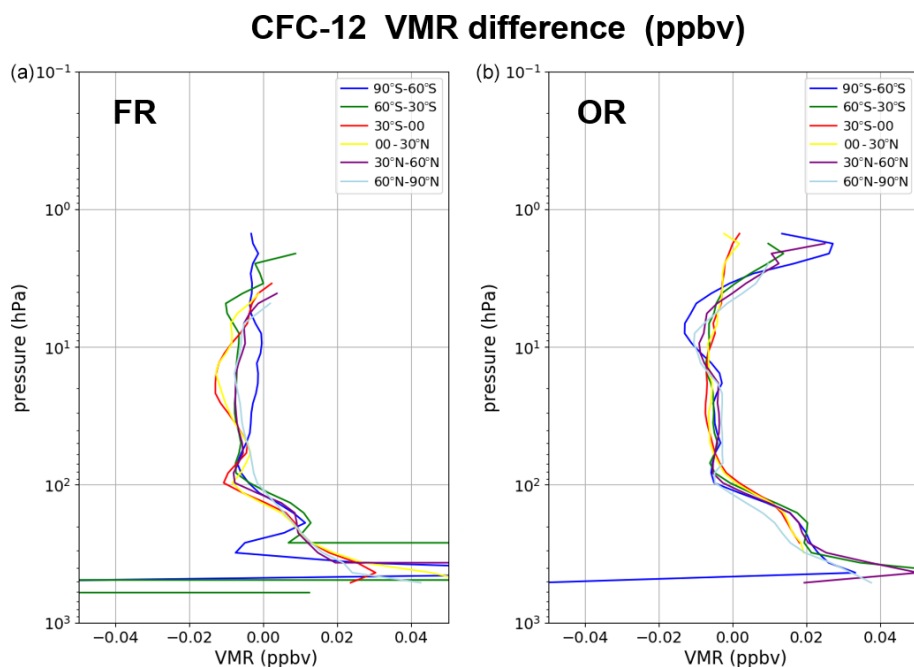 CFC-12 VMR difference (ppbv)
(a)
FR
90°S-60°S
60°S-30°S
30°S-00
00-30°N
30°N-60°N
60°N-90°N
10⁻¹
10⁰
10¹
10²
10³
pressure (hPa)
−0.04
−0.02
0.00
0.02
0.04
VMR (ppbv)
(b)
OR
90°S-60°S
60°S-30°S
30°S-00
00-30°N
30°N-60°N
60°N-90°N
10⁻¹
10⁰
10¹
10²
10³
pressure (hPa)
−0.04
−0.02
0.00
0.02
0.04
VMR (ppbv)